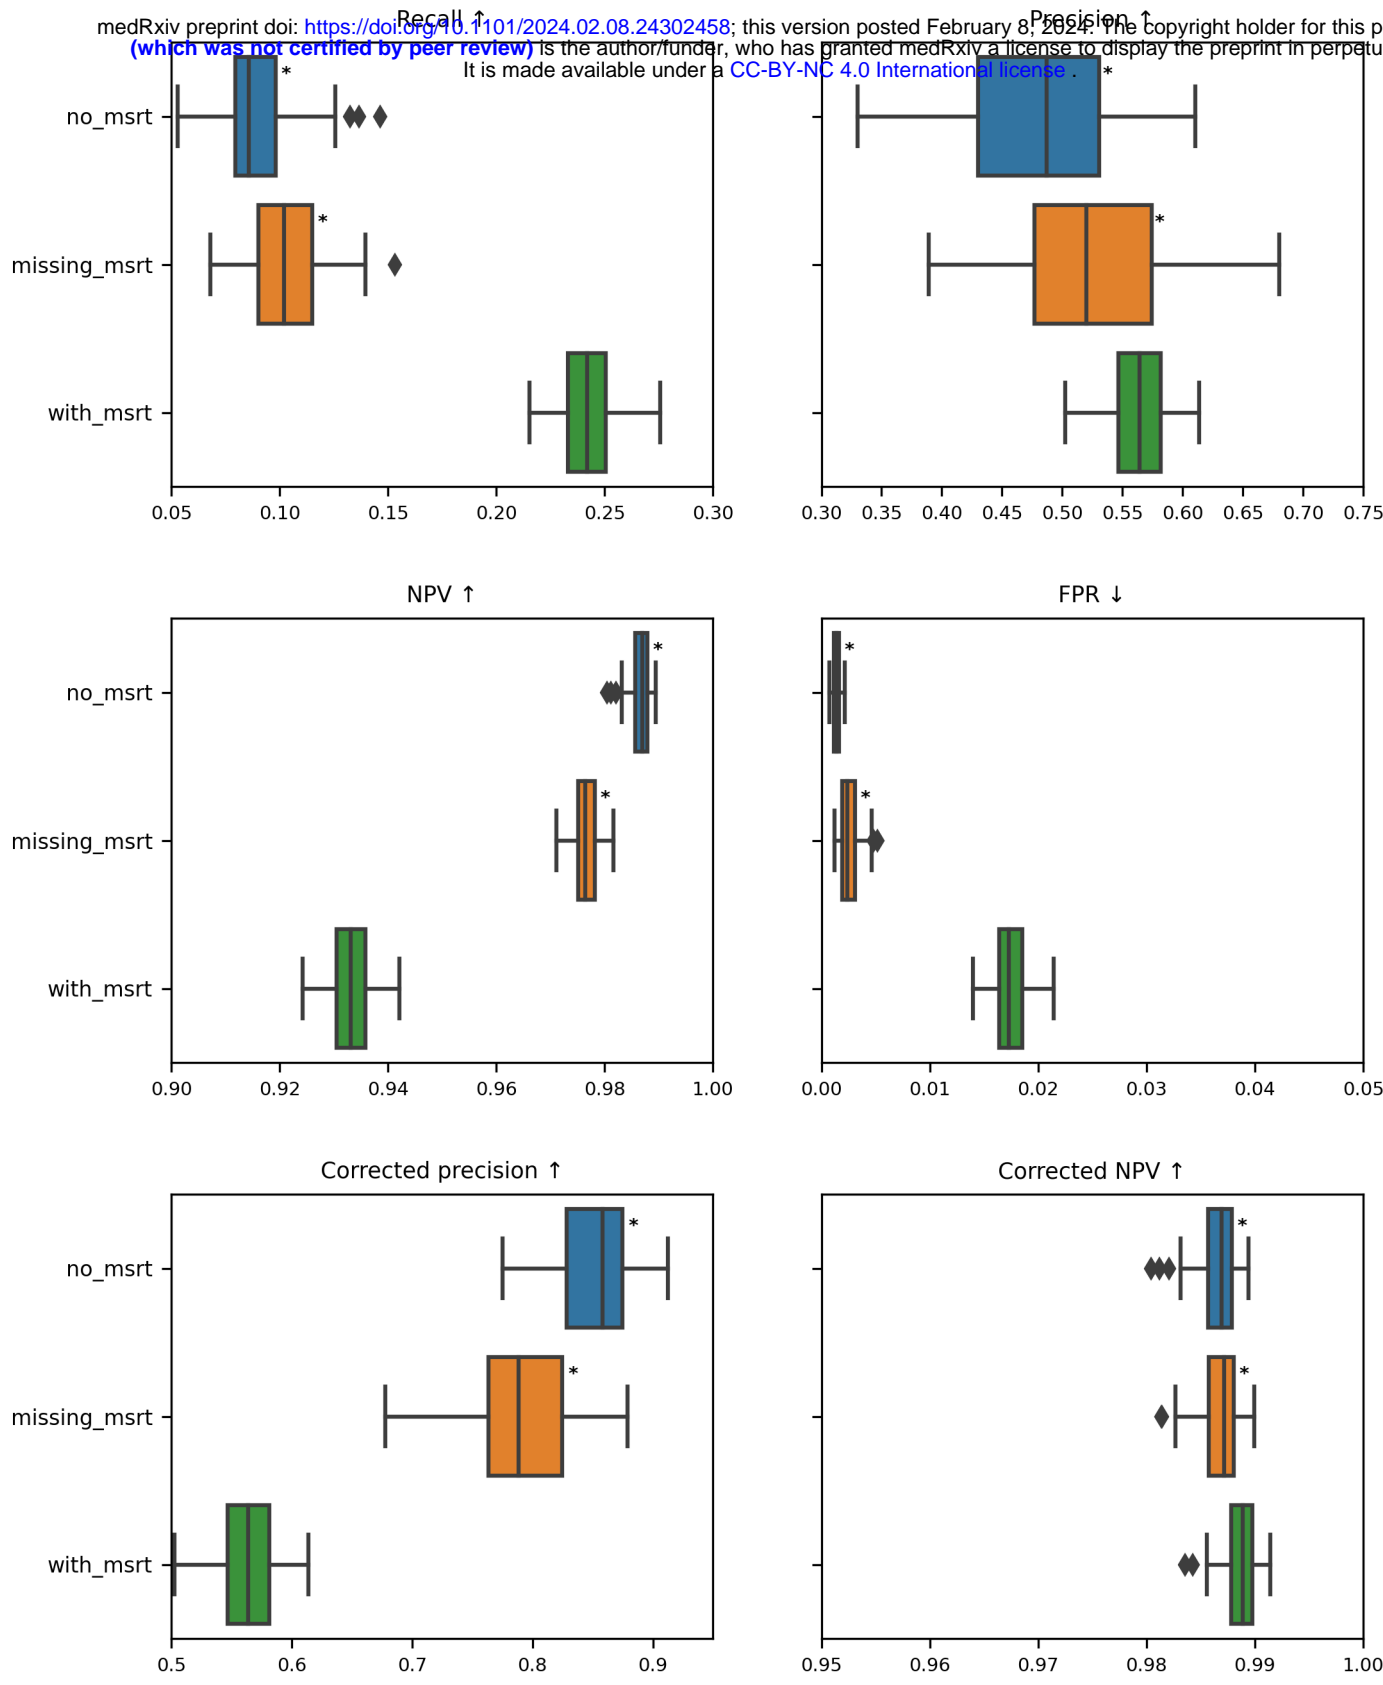 medRxiv preprint doi: https://doi.org/10.1101/2024.02.08.24302458; this version posted February 8, 2024. The copyright holder for this p
(which was not certified by peer review) is the author/funder, who has granted medRxiv a license to display the preprint in perpetu
It is made available under a CC-BY-NC 4.0 International license .
Recall ↑
Precision ↑
no_msrt
*
*
missing_msrt
*
*
with_msrt
0.05 0.10 0.15 0.20 0.25 0.30
0.30 0.35 0.40 0.45 0.50 0.55 0.60 0.65 0.70 0.75
NPV ↑
FPR ↓
no_msrt
*
*
missing_msrt
*
*
with_msrt
0.90 0.92 0.94 0.96 0.98 1.00
0.00 0.01 0.02 0.03 0.04 0.05
Corrected precision ↑
Corrected NPV ↑
no_msrt
*
*
missing_msrt
*
*
with_msrt
0.5 0.6 0.7 0.8 0.9
0.95 0.96 0.97 0.98 0.99 1.00